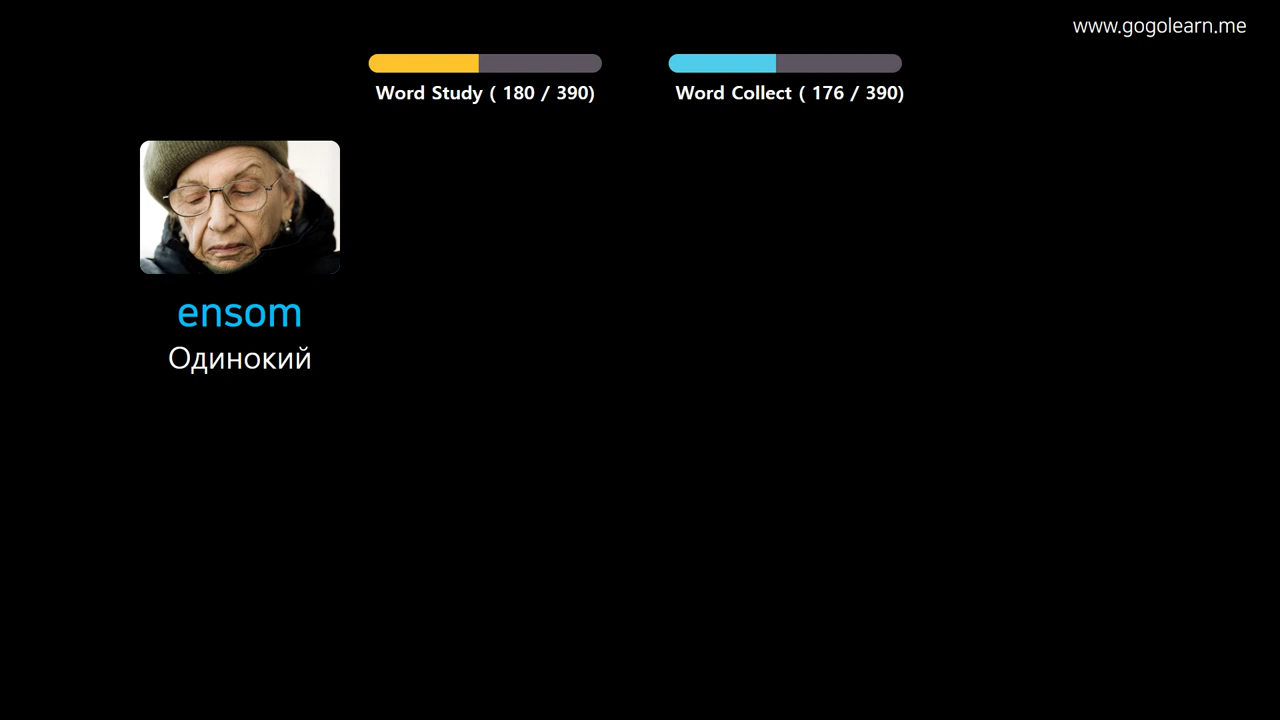 www.gogolearn.me
Word Study ( 180 / 390)
Word Collect ( 176 / 390)
ensom
Одинокий